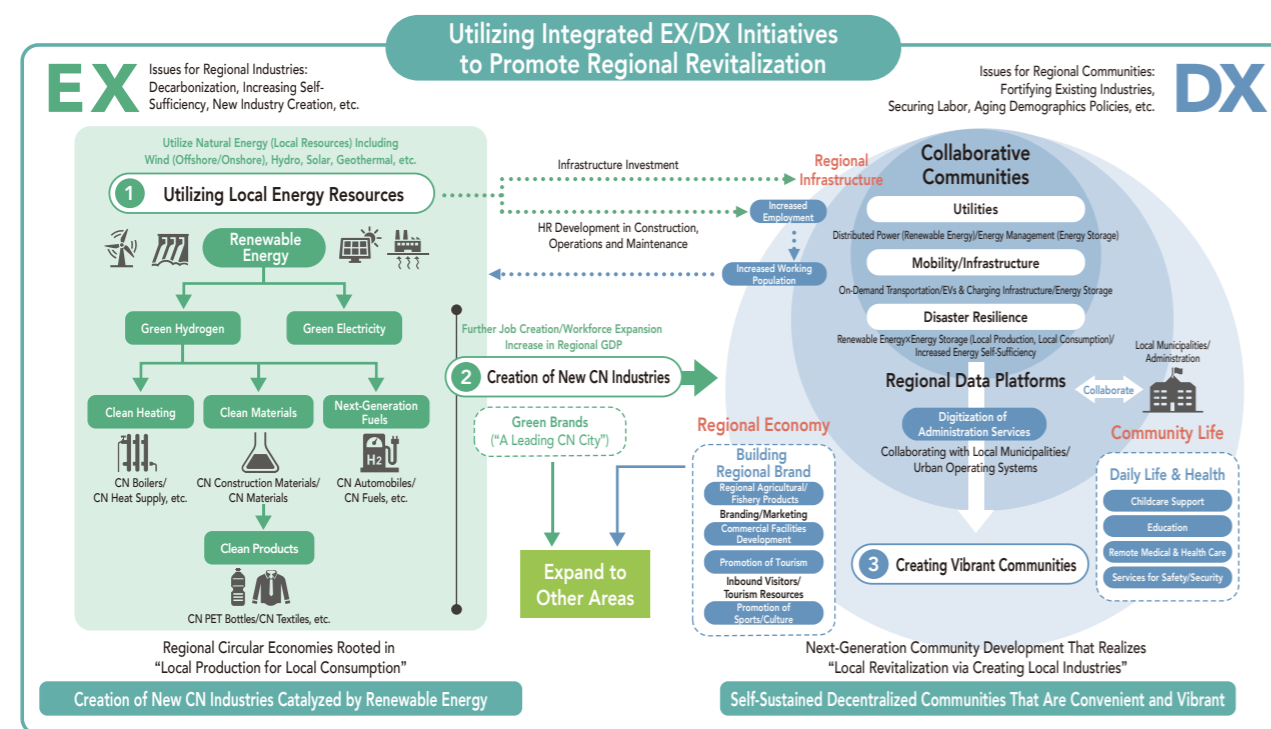 Utilizing Integrated EX/DX Initiatives
to Promote Regional Revitalization
EX
Issues for Regional Industries:
Decarbonization, Increasing Self-
Sufficiency, New Industry Creation, etc.
Issues for Regional Communities:
Fortifying Existing Industries,
Securing Labor, Aging Demographics Policies, etc.
DX
Utilize Natural Energy (Local Resources) Including
Wind (Offshore/Onshore), Hydro, Solar, Geothermal, etc.
1 Utilizing Local Energy Resources
Renewable
Energy
Green Hydrogen
Green Electricity
Clean Heating
Clean Materials
Next-Generation
Fuels
H2
CN Boilers/
CN Heat Supply, etc.
CN Construction Materials/
CN Materials
CN Automobiles/
CN Fuels, etc.
Clean Products
CN PET Bottles/CN Textiles, etc.
Regional Circular Economies Rooted in
“Local Production for Local Consumption”
Creation of New CN Industries Catalyzed by Renewable Energy
Infrastructure Investment
HR Development in Construction,
Operations and Maintenance
Regional
Infrastructure
Increased
Employment
Increased Working
Population
Further Job Creation/Workforce Expansion
Increase in Regional GDP
2 Creation of New CN Industries
Green Brands
(“A Leading CN City”)
Expand to
Other Areas
Regional Economy
Building
Regional Brand
Regional Agricultural/
Fishery Products
Branding/Marketing
Commercial Facilities
Development
Promotion of Tourism
Inbound Visitors/
Tourism Resources
Promotion of
Sports/Culture
Collaborative
Communities
Utilities
Distributed Power (Renewable Energy)/Energy Management (Energy Storage)
Mobility/Infrastructure
On-Demand Transportation/EVs & Charging Infrastructure/Energy Storage
Disaster Resilience
Renewable Energy×Energy Storage (Local Production, Local Consumption)/
Increased Energy Self-Sufficiency
Regional Data Platforms
Collaborate
Local Municipalities/
Administration
Digitization of
Administration Services
Collaborating with Local Municipalities/
Urban Operating Systems
3 Creating Vibrant Communities
Community Life
Daily Life & Health
Childcare Support
Education
Remote Medical & Health Care
Services for Safety/Security
Next-Generation Community Development That Realizes
“Local Revitalization via Creating Local Industries”
Self-Sustained Decentralized Communities That Are Convenient and Vibrant